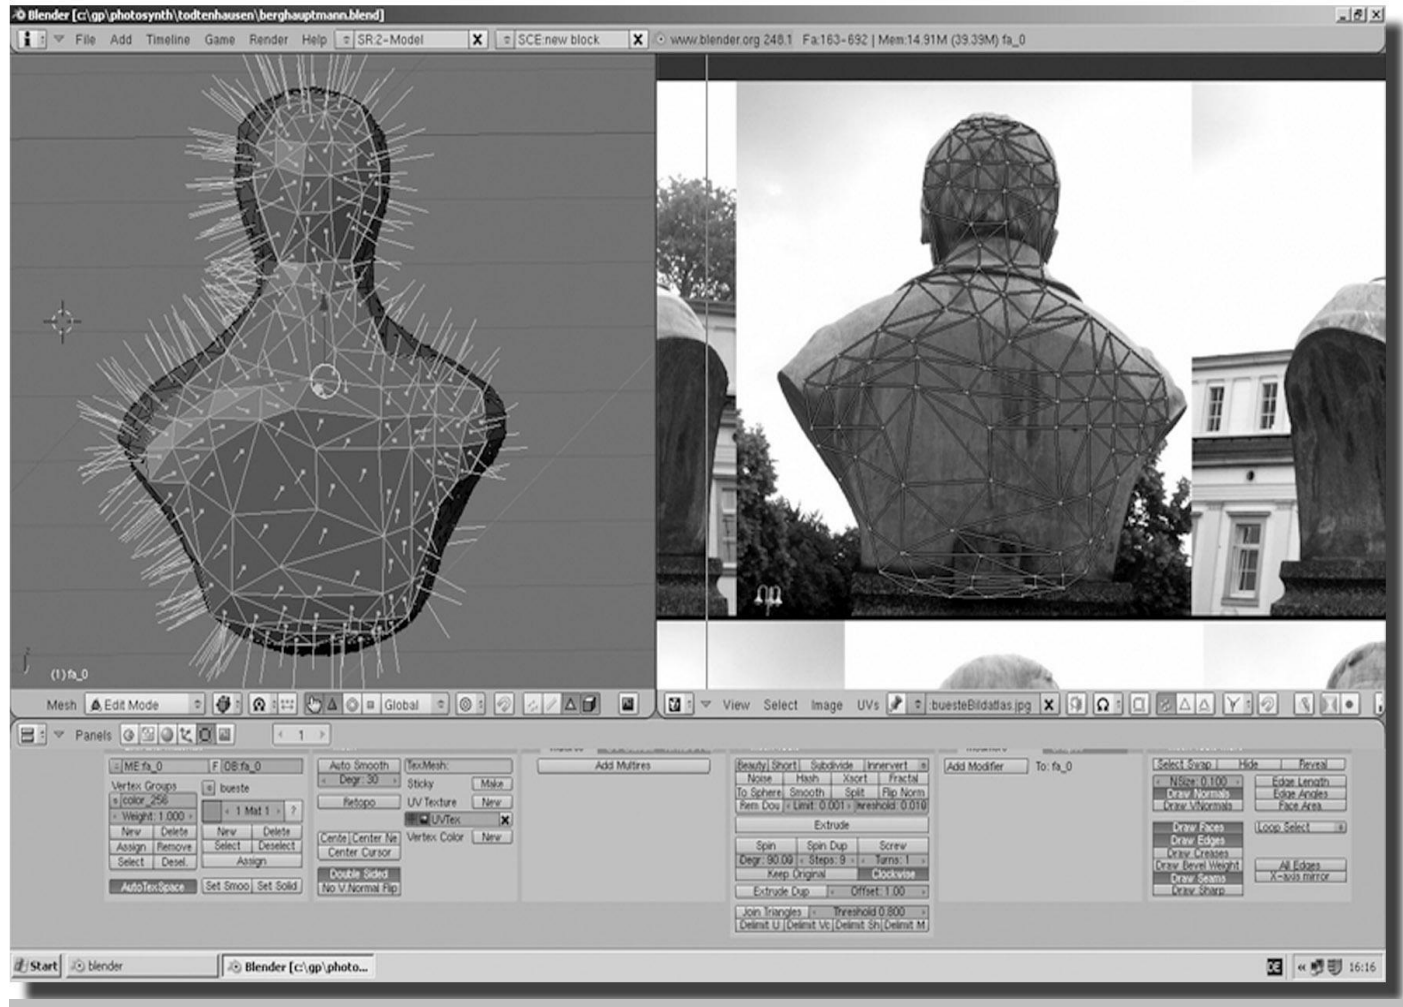 Blender [c:\gp\photosynth\todtenhausen\berghauptmann.blend]
File Add Timeline Game Render Help SR:2-Model X SCE:new block X www.blender.org 248.1 Fa:163-692 | Mem:14.91M (39.39M) fa_0
(1) fa_0
Mesh Edit Mode Global View Select Image UVs :buesteBildatlas.jpg X
Panels 1
ME:fa_0 F OB:fa_0 Auto Smooth TexMesh: Add Multires Beauty Short Subdivide Innervert Add Modifier To: fa_0 Select Swap Hide Reveal
Vertex Groups bueste Degr: 30 Sticky Make Noise Hash Xsort Fractal NSize: 0.100 Edge Length
color_256 1 Mat 1 ? Retopo UV Texture New To Sphere Smooth Split Flip Norm Draw Normals Edge Angles
Weight: 1.000 UVTex X Rem Dou Limit: 0.001 hreshold: 0.010 Draw VNormals Face Area
New Delete New Delete Cente Center Ne Vertex Color New Extrude Draw Faces Loop Select
Assign Remove Select Deselect Center Cursor Spin Spin Dup Screw Draw Edges
Select Desel. Assign Degr: 90.00 Steps: 9 Turns: 1 Draw Creases
Double Sided Keep Original Clockwise Draw Bevel Weight All Edges
AutoTexSpace Set Smoo Set Solid No V.Normal Flip Extrude Dup Offset: 1.00 Draw Seams X-axis mirror
Draw Sharp
Join Triangles Threshold 0.800
Delimit U Delimit Vc Delimit Sh Delimit M
Start blender Blender [c:\gp\photo... DE « 16:16